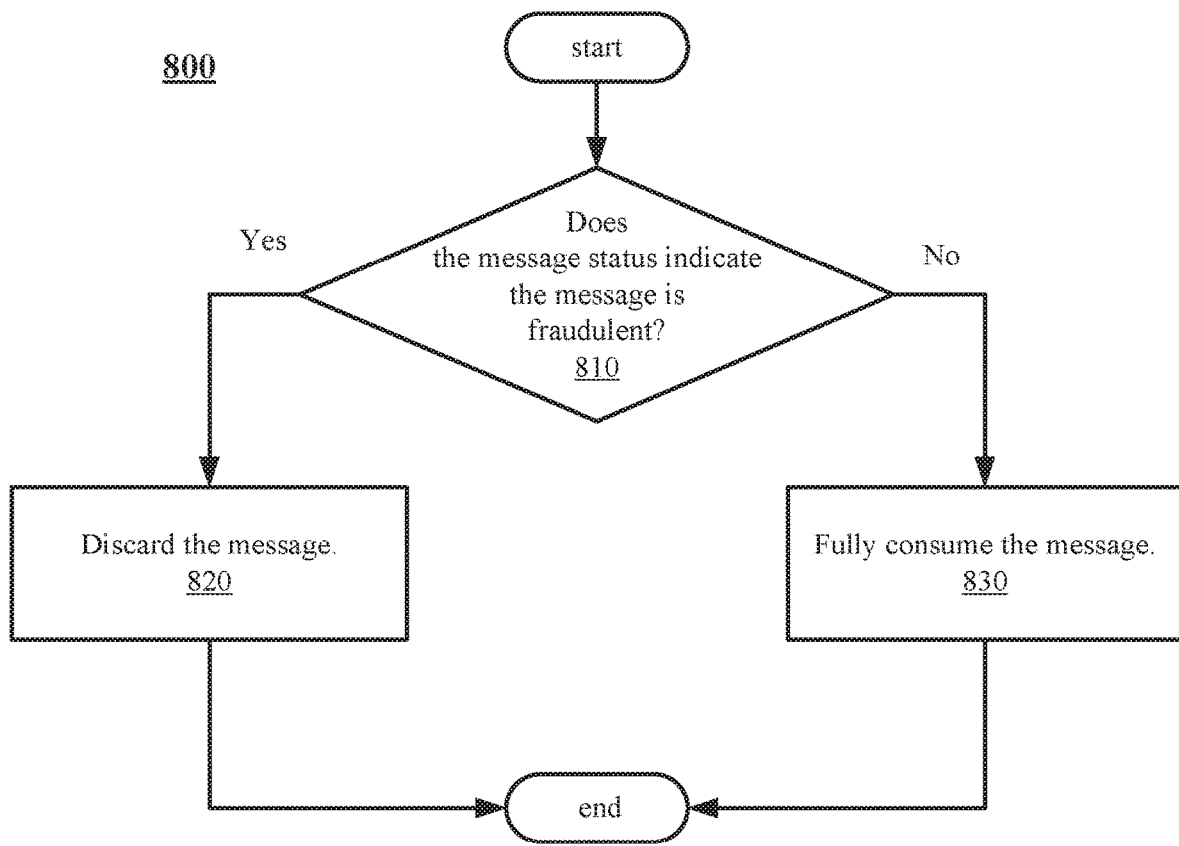 800
start
Does
the message status indicate
the message is
fraudulent?
810
Yes
No
Discard the message.
820
Fully consume the message.
830
end